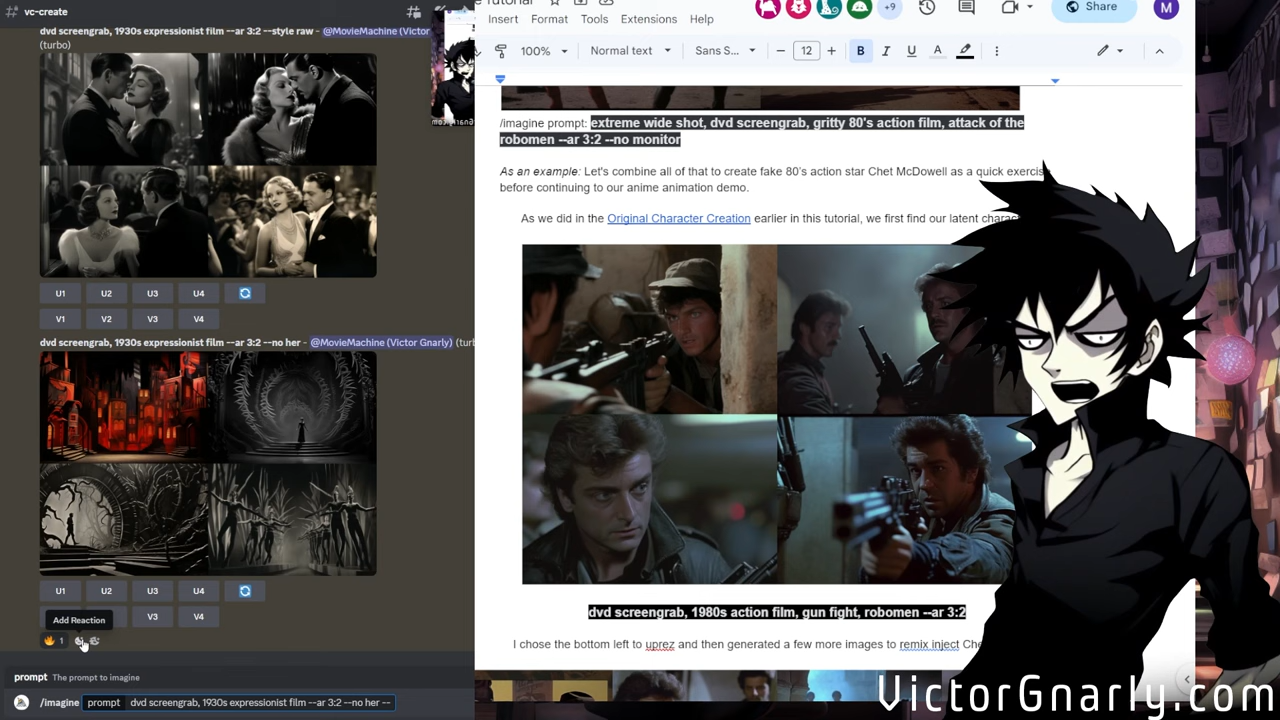 vc-create
dvd screengrab, 1930s expressionist film --ar 3:2 --style raw - @MovieMachine (Victor
(turbo)
U1 U2 U3 U4
V1 V2 V3 V4
dvd screengrab, 1930s expressionist film --ar 3:2 --no her - @MovieMachine (Victor Gnarly) (turb
U1 U2 U3 U4
Add Reaction
V3 V4
1
prompt The prompt to imagine
/imagine prompt dvd screengrab, 1930s expressionist film --ar 3:2 --no her --
e Tutorial
+9
Share
M
Insert Format Tools Extensions Help
100% Normal text Sans S... − 12 + B I U A
/imagine prompt: extreme wide shot, dvd screengrab, gritty 80's action film, attack of the
robomen --ar 3:2 --no monitor
As an example: Let's combine all of that to create fake 80's action star Chet McDowell as a quick exercis
before continuing to our anime animation demo.
As we did in the Original Character Creation earlier in this tutorial, we first find our latent charac
dvd screengrab, 1980s action film, gun fight, robomen --ar 3:2
I chose the bottom left to uprez and then generated a few more images to remix inject Che
VictorGnarly.com